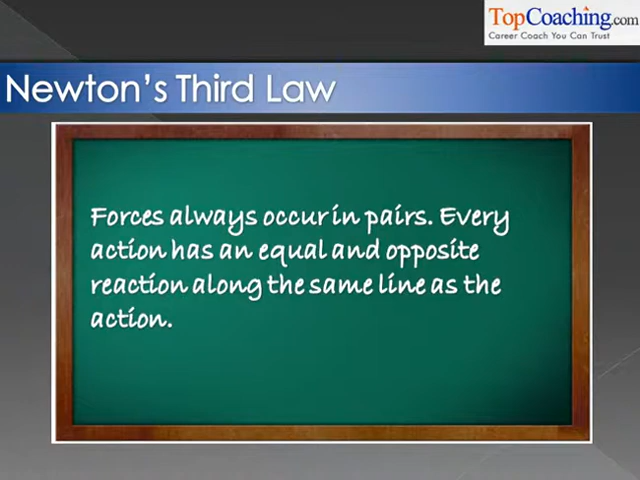 TopCoaching.com
Career Coach You Can Trust
Newton's Third Law
Forces always occur in pairs. Every
action has an equal and opposite
reaction along the same line as the
action.